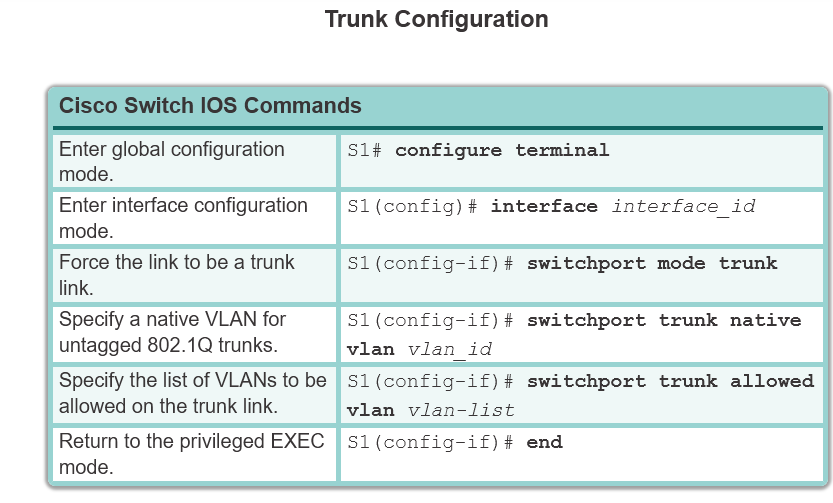 Trunk Configuration
Cisco Switch IOS Commands
Enter global configuration
mode.
S1# configure terminal
Enter interface configuration
mode.
S1(config)# interface interface_id
Force the link to be a trunk
link.
S1(config-if)# switchport mode trunk
Specify a native VLAN for
untagged 802.1Q trunks.
S1(config-if)# switchport trunk native
vlan vlan_id
Specify the list of VLANs to be
allowed on the trunk link.
S1(config-if)# switchport trunk allowed
vlan vlan-list
Return to the privileged EXEC
mode.
S1(config-if)# end